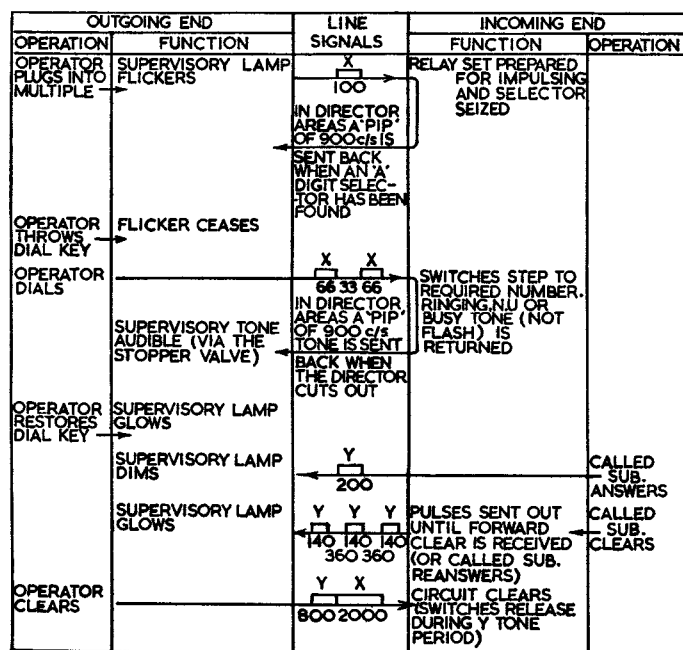 OUTGOING END
LINE SIGNALS
INCOMING END
OPERATION
FUNCTION
FUNCTION
OPERATION
OPERATOR
PLUGS INTO
MULTIPLE
SUPERVISORY LAMP
FLICKERS
X
100
RELAY SET PREPARED
FOR IMPULSING
AND SELECTOR
SEIZED
IN DIRECTOR
AREAS A 'PIP'
OF 900 c/s IS
SENT BACK
WHEN AN 'A'
DIGIT SELEC-
TOR HAS BEEN
FOUND
OPERATOR
THROWS
DIAL KEY
FLICKER CEASES
OPERATOR
DIALS
X X
66 33 66
SWITCHES STEP TO
REQUIRED NUMBER.
RINGING, N.U OR
BUSY TONE (NOT
FLASH) IS
RETURNED
IN DIRECTOR
AREAS A "PIP"
OF 900 c/s
TONE IS SENT
BACK WHEN
THE DIRECTOR
CUTS OUT
SUPERVISORY TONE
AUDIBLE (VIA THE
STOPPER VALVE)
OPERATOR
RESTORES
DIAL KEY
SUPERVISORY LAMP
GLOWS
SUPERVISORY LAMP
DIMS
Y
200
CALLED
SUB.
ANSWERS
SUPERVISORY LAMP
GLOWS
Y Y Y
140 140 140
360 360
PULSES SENT OUT
UNTIL FORWARD
CLEAR IS RECEIVED
(OR CALLED SUB.
REANSWERS)
CALLED
SUB.
CLEARS
OPERATOR
CLEARS
Y X
800 2000
CIRCUIT CLEARS
(SWITCHES RELEASE
DURING Y TONE
PERIOD)